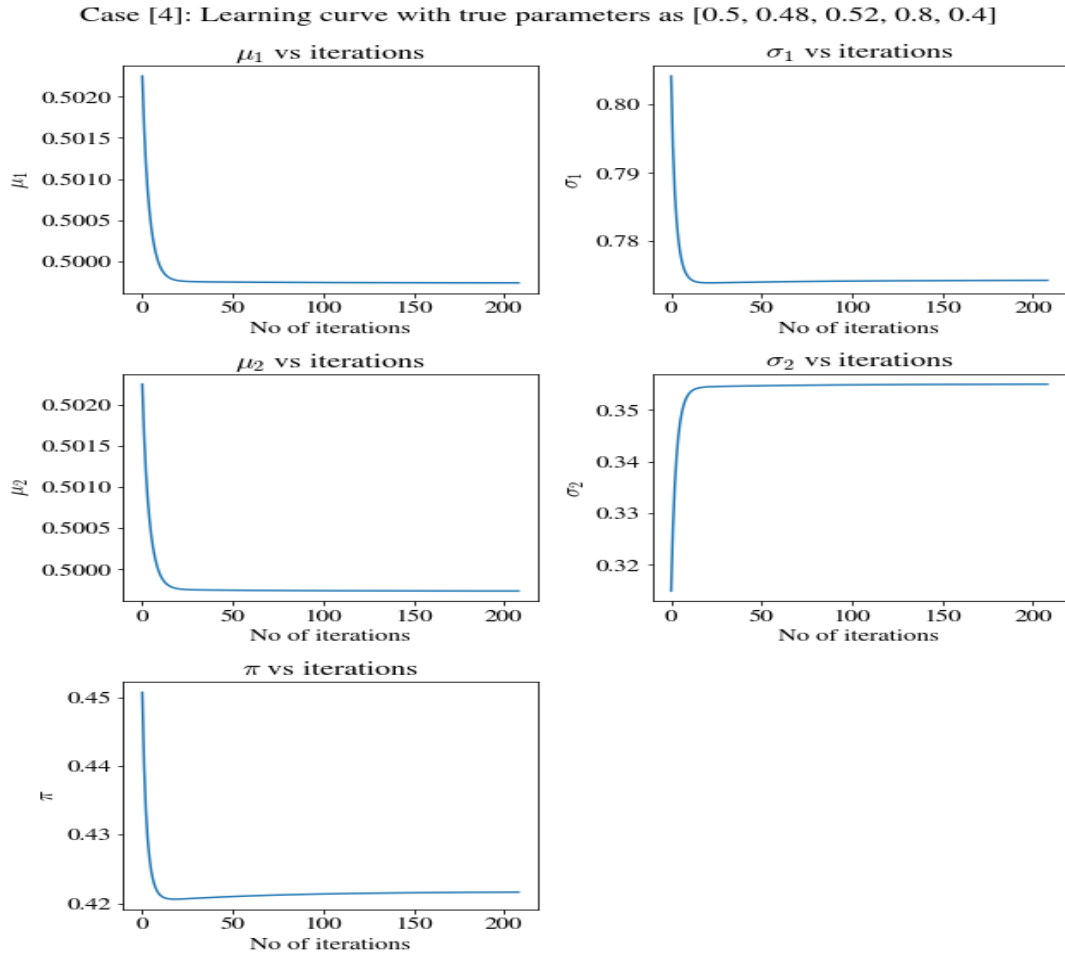 Case [4]: Learning curve with true parameters as [0.5, 0.48, 0.52, 0.8, 0.4]
μ₁ vs iterations
0.5020
0.5015
0.5010
0.5005
0.5000
μ₁
0 50 100 150 200
No of iterations
σ₁ vs iterations
0.80
0.79
0.78
σ₁
0 50 100 150 200
No of iterations
μ₂ vs iterations
0.5020
0.5015
0.5010
0.5005
0.5000
μ₂
0 50 100 150 200
No of iterations
σ₂ vs iterations
0.35
0.34
0.33
0.32
σ₂
0 50 100 150 200
No of iterations
π vs iterations
0.45
0.44
0.43
0.42
π
0 50 100 150 200
No of iterations